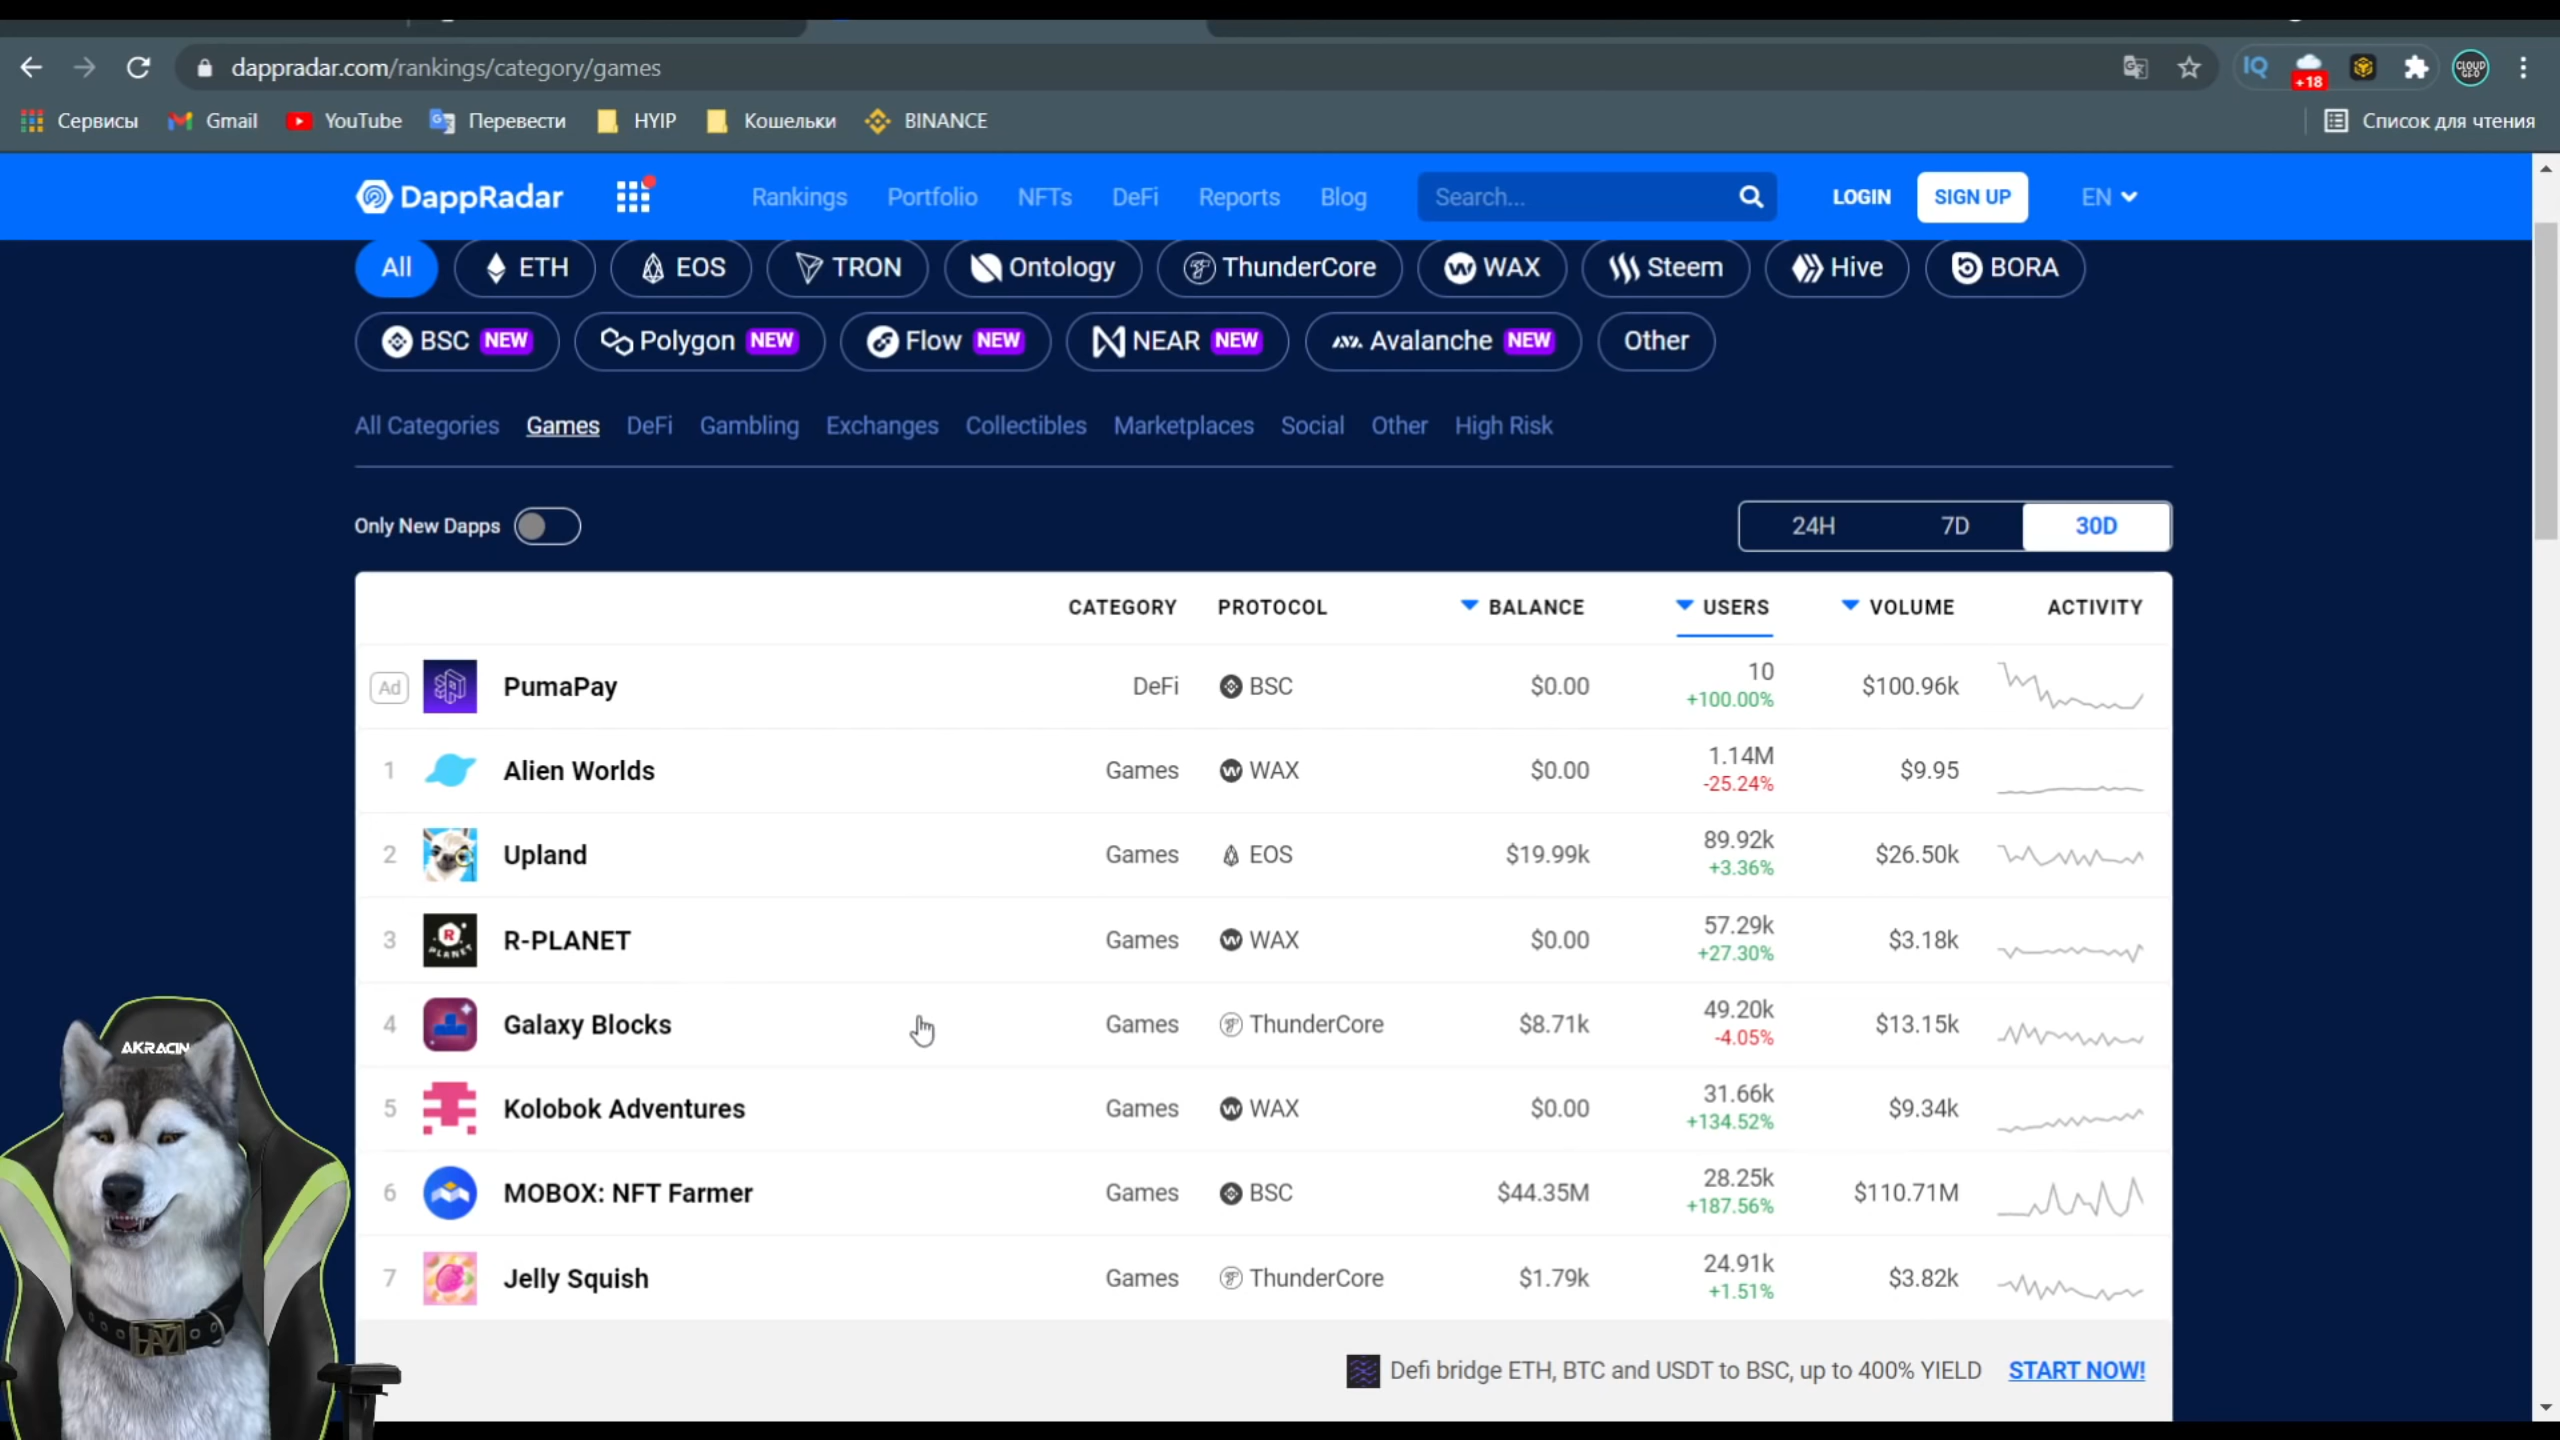 dappradar.com/rankings/category/games
IQ
+18
CLOUD
Сервисы
Gmail
YouTube
Перевести
HYIP
Кошельки
BINANCE
Список для чтения
DappRadar
Rankings
Portfolio
NFTs
DeFi
Reports
Blog
Search...
LOGIN
SIGN UP
EN
All
ETH
EOS
TRON
Ontology
ThunderCore
WAX
Steem
Hive
BORA
BSC NEW
Polygon NEW
Flow NEW
NEAR NEW
Avalanche NEW
Other
All Categories
Games
DeFi
Gambling
Exchanges
Collectibles
Marketplaces
Social
Other
High Risk
Only New Dapps
24H
7D
30D
CATEGORY PROTOCOL BALANCE USERS VOLUME ACTIVITY
Ad PumaPay DeFi BSC $0.00 10 $100.96k
+100.00%
1 Alien Worlds Games WAX $0.00 1.14M $9.95
-25.24%
2 Upland Games EOS $19.99k 89.92k $26.50k
+3.36%
3 R PLANET R-PLANET Games WAX $0.00 57.29k $3.18k
+27.30%
4 Galaxy Blocks Games ThunderCore $8.71k 49.20k $13.15k
-4.05%
5 Kolobok Adventures Games WAX $0.00 31.66k $9.34k
+134.52%
6 MOBOX: NFT Farmer Games BSC $44.35M 28.25k $110.71M
+187.56%
7 Jelly Squish Games ThunderCore $1.79k 24.91k $3.82k
+1.51%
Defi bridge ETH, BTC and USDT to BSC, up to 400% YIELD START NOW!
AKRACIN